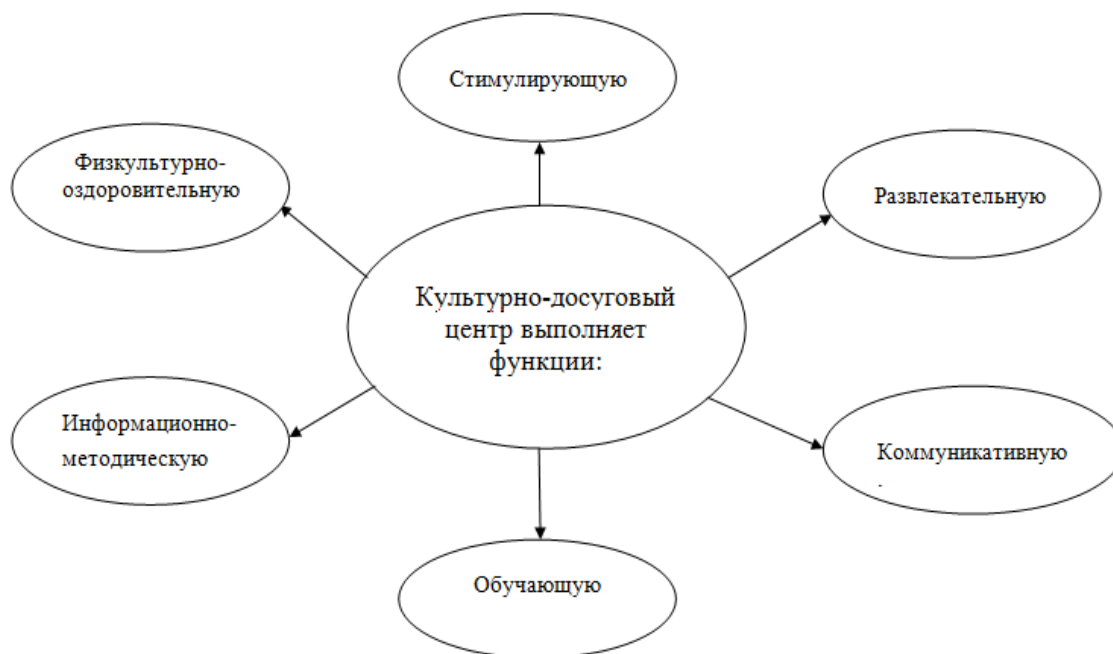 Стимулирующую
Физкультурно-
оздоровительную
Развлекательную
Культурно-досуговый
центр выполняет
функции:
Информационно-
методическую
Коммуникативную
.
Обучающую